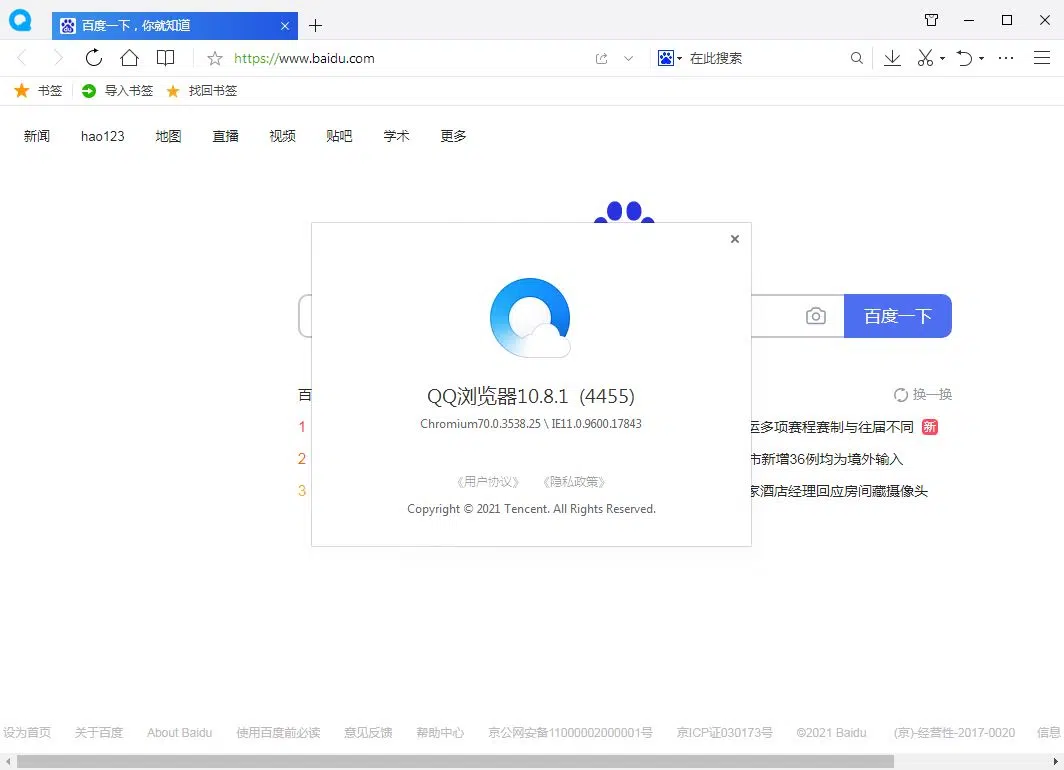 百度一下，你就知道
https://www.baidu.com
在此搜索
书签 导入书签 找回书签
新闻 hao123 地图 直播 视频 贴吧 学术 更多
百度一下
QQ浏览器10.8.1 (4455)
Chromium70.0.3538.25 \ IE11.0.9600.17843
《用户协议》 《隐私政策》
Copyright © 2021 Tencent. All Rights Reserved.
百 换一换
1 运多项赛程赛制与往届不同 新
2 市新增36例均为境外输入
3 家酒店经理回应房间藏摄像头
设为首页 关于百度 About Baidu 使用百度前必读 意见反馈 帮助中心 京公网安备11000002000001号 京ICP证030173号 ©2021 Baidu (京)-经营性-2017-0020 信息